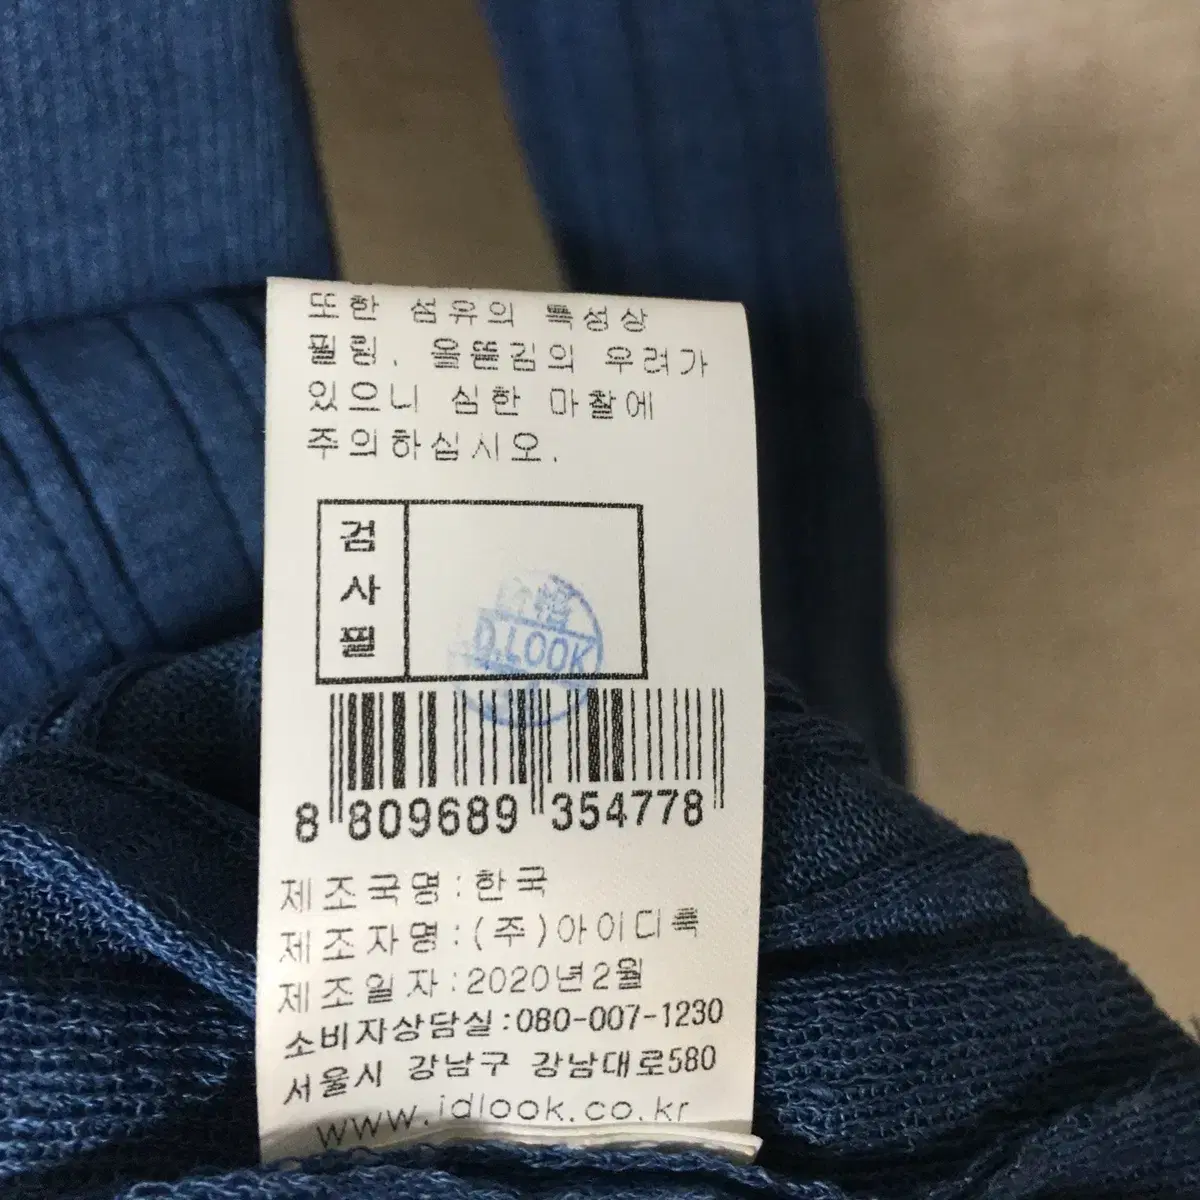 또한 섬유의 특성상
필링, 올뜯김의 우려가
있으니 심한 마찰에
주의하십시오.
검사필
D.LOOK
8 809689 354778
제조국명:한국
제조자명:(주)아이디룩
제조일자:2020년2월
소비자상담실:080-007-1230
서울시 강남구 강남대로580
www.idlook.co.kr